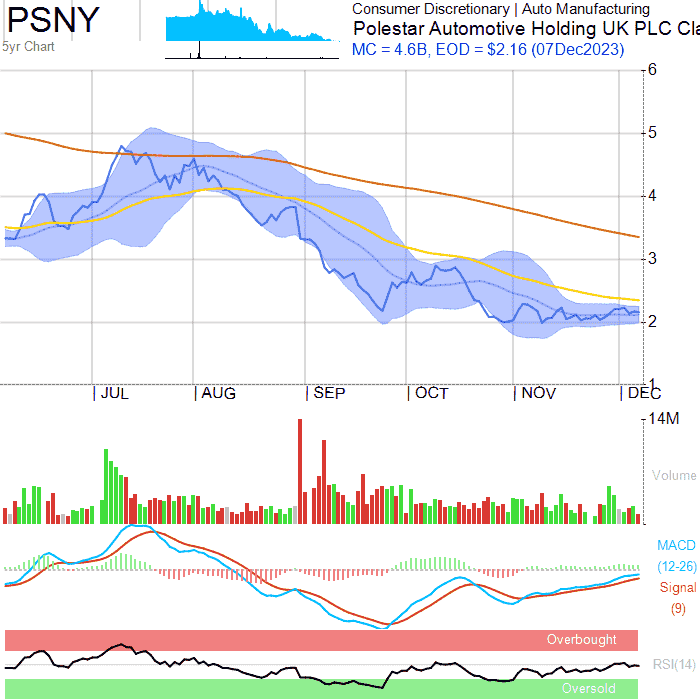 PSNY
Consumer Discretionary | Auto Manufacturing
5yr Chart
Polestar Automotive Holding UK PLC Cla
MC = 4.6B, EOD = $2.16 (07Dec2023)
6
5
4
3
2
1
JUL
AUG
SEP
OCT
NOV
DEC
14M
Volume
MACD
(12-26)
Signal
(9)
Overbought
RSI(14)
Oversold